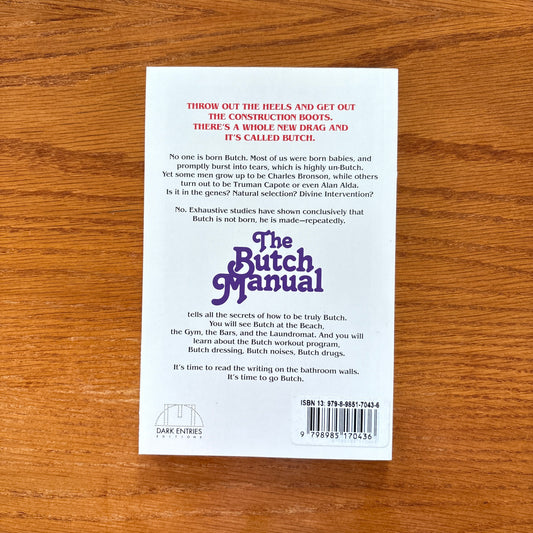 THROW OUT THE HEELS AND GET OUT
THE CONSTRUCTION BOOTS.
THERE'S A WHOLE NEW DRAG AND
IT'S CALLED BUTCH.
No one is born Butch. Most of us were born babies, and
promptly burst into tears, which is highly un-Butch.
Yet some men grow up to be Charles Bronson, while others
turn out to be Truman Capote or even Alan Alda.
Is it in the genes? Natural selection? Divine Intervention?
No. Exhaustive studies have shown conclusively that
Butch is not born, he is made—repeatedly.
The
Butch
Manual
tells all the secrets of how to be truly Butch.
You will see Butch at the Beach,
the Gym, the Bars, and the Laundromat. And you will
learn about the Butch workout program,
Butch dressing, Butch noises, Butch drugs.
It's time to read the writing on the bathroom walls.
It's time to go Butch.
DARK ENTRIES
EDITIONS
ISBN 13: 979-8-9851-7043-6
9 798985 170436